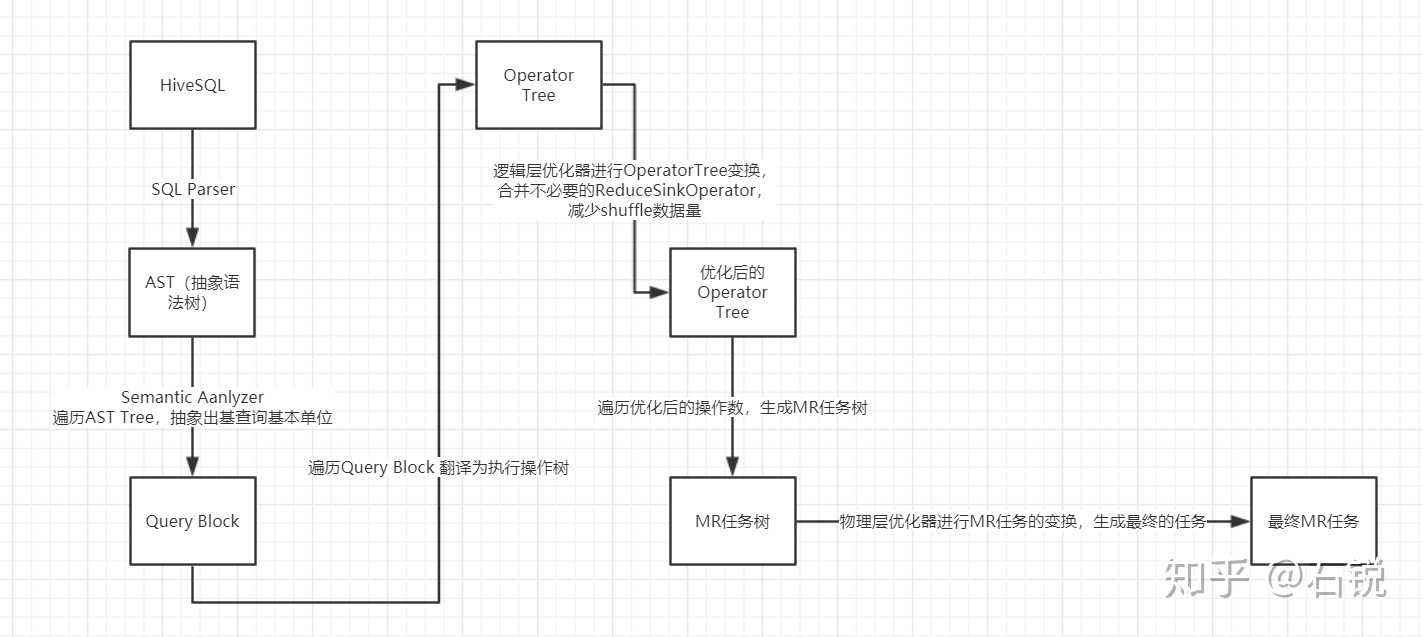 HiveSQL
SQL Parser
AST（抽象语
法树）
Semantic Aanlyzer
遍历AST Tree，抽象出基查询基本单位
Query Block
遍历Query Block 翻译为执行操作树
Operator
Tree
逻辑层优化器进行OperatorTree变换，
合并不必要的ReduceSinkOperator，
减少shuffle数据量
优化后的
Operator
Tree
遍历优化后的操作数，生成MR任务树
MR任务树
物理层优化器进行MR任务的变换，生成最终的任务
最终MR任务
知乎 @石锐